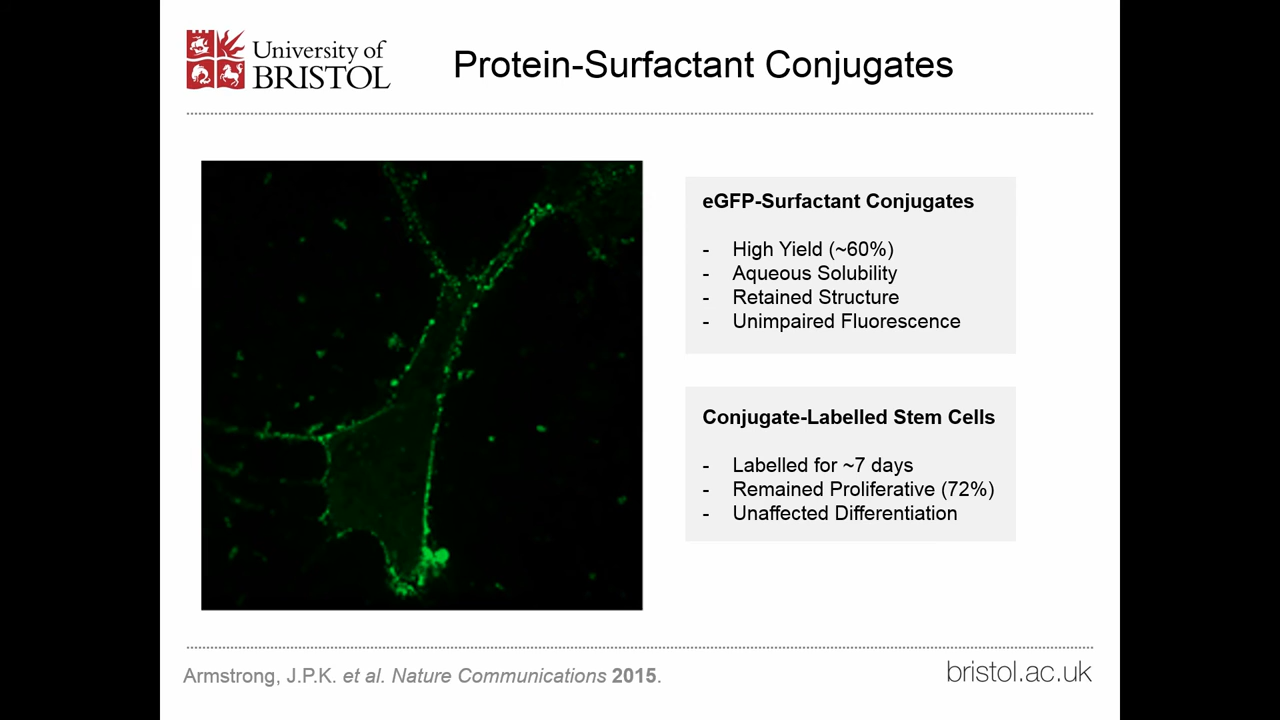 University of
BRISTOL
Protein-Surfactant Conjugates
eGFP-Surfactant Conjugates
- High Yield (~60%)
- Aqueous Solubility
- Retained Structure
- Unimpaired Fluorescence
Conjugate-Labelled Stem Cells
- Labelled for ~7 days
- Remained Proliferative (72%)
- Unaffected Differentiation
Armstrong, J.P.K. et al. Nature Communications 2015.
bristol.ac.uk